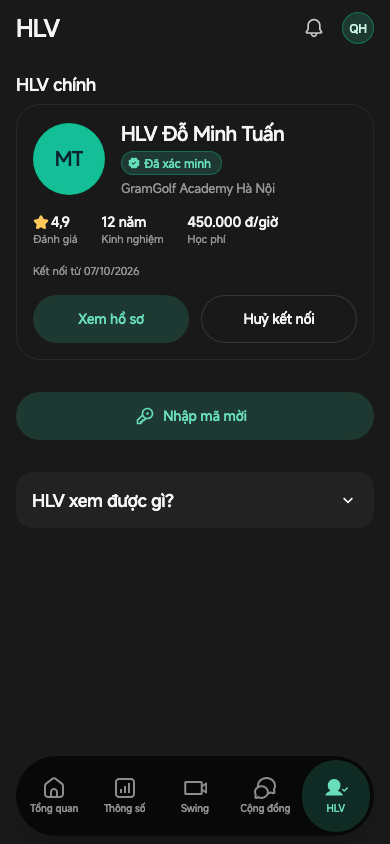 HLV
QH
HLV chính
MT
HLV Đỗ Minh Tuấn
Đã xác minh
GramGolf Academy Hà Nội
4,9
12 năm
450.000 đ/giờ
Đánh giá
Kinh nghiệm
Học phí
Kết nối từ 07/10/2026
Xem hồ sơ
Huỷ kết nối
Nhập mã mời
HLV xem được gì?
Tổng quan
Thông số
Swing
Cộng đồng
HLV